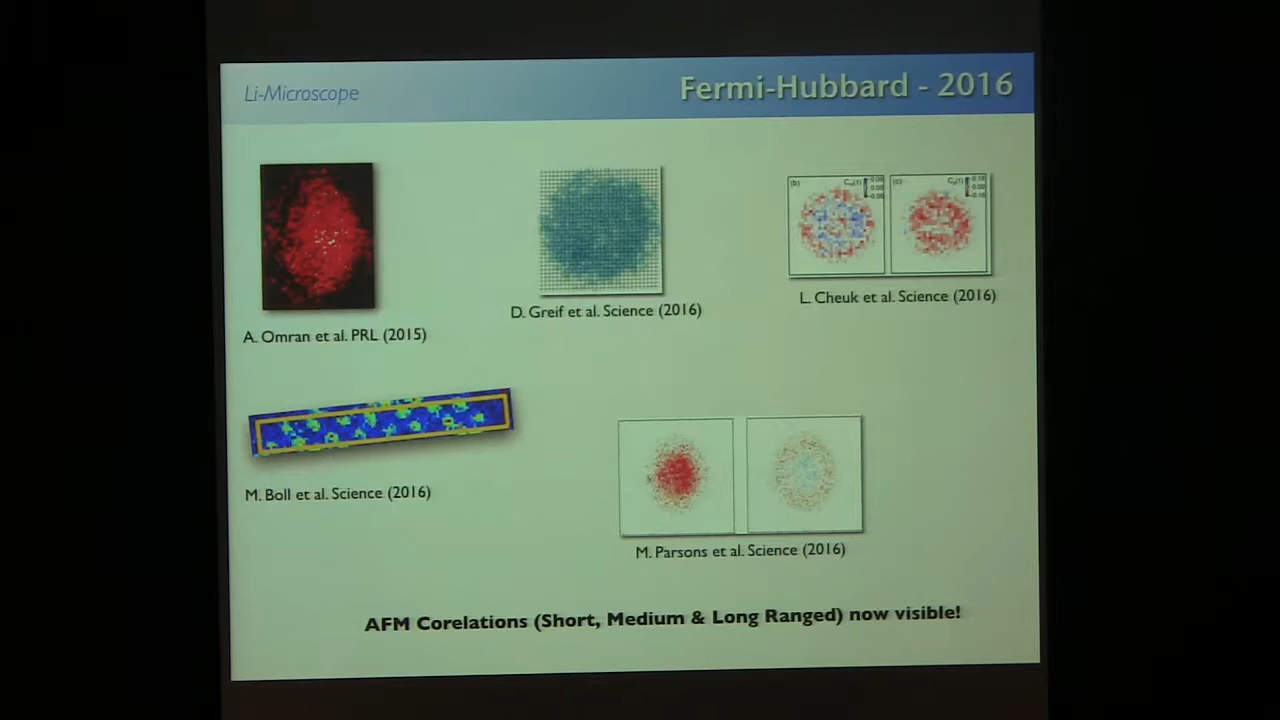 Li-Microscope
Fermi-Hubbard - 2016
A. Omran et al. PRL (2015)
D. Greif et al. Science (2016)
(b)
(c)
L. Cheuk et al. Science (2016)
M. Boll et al. Science (2016)
M. Parsons et al. Science (2016)
AFM Corelations (Short, Medium & Long Ranged) now visible!